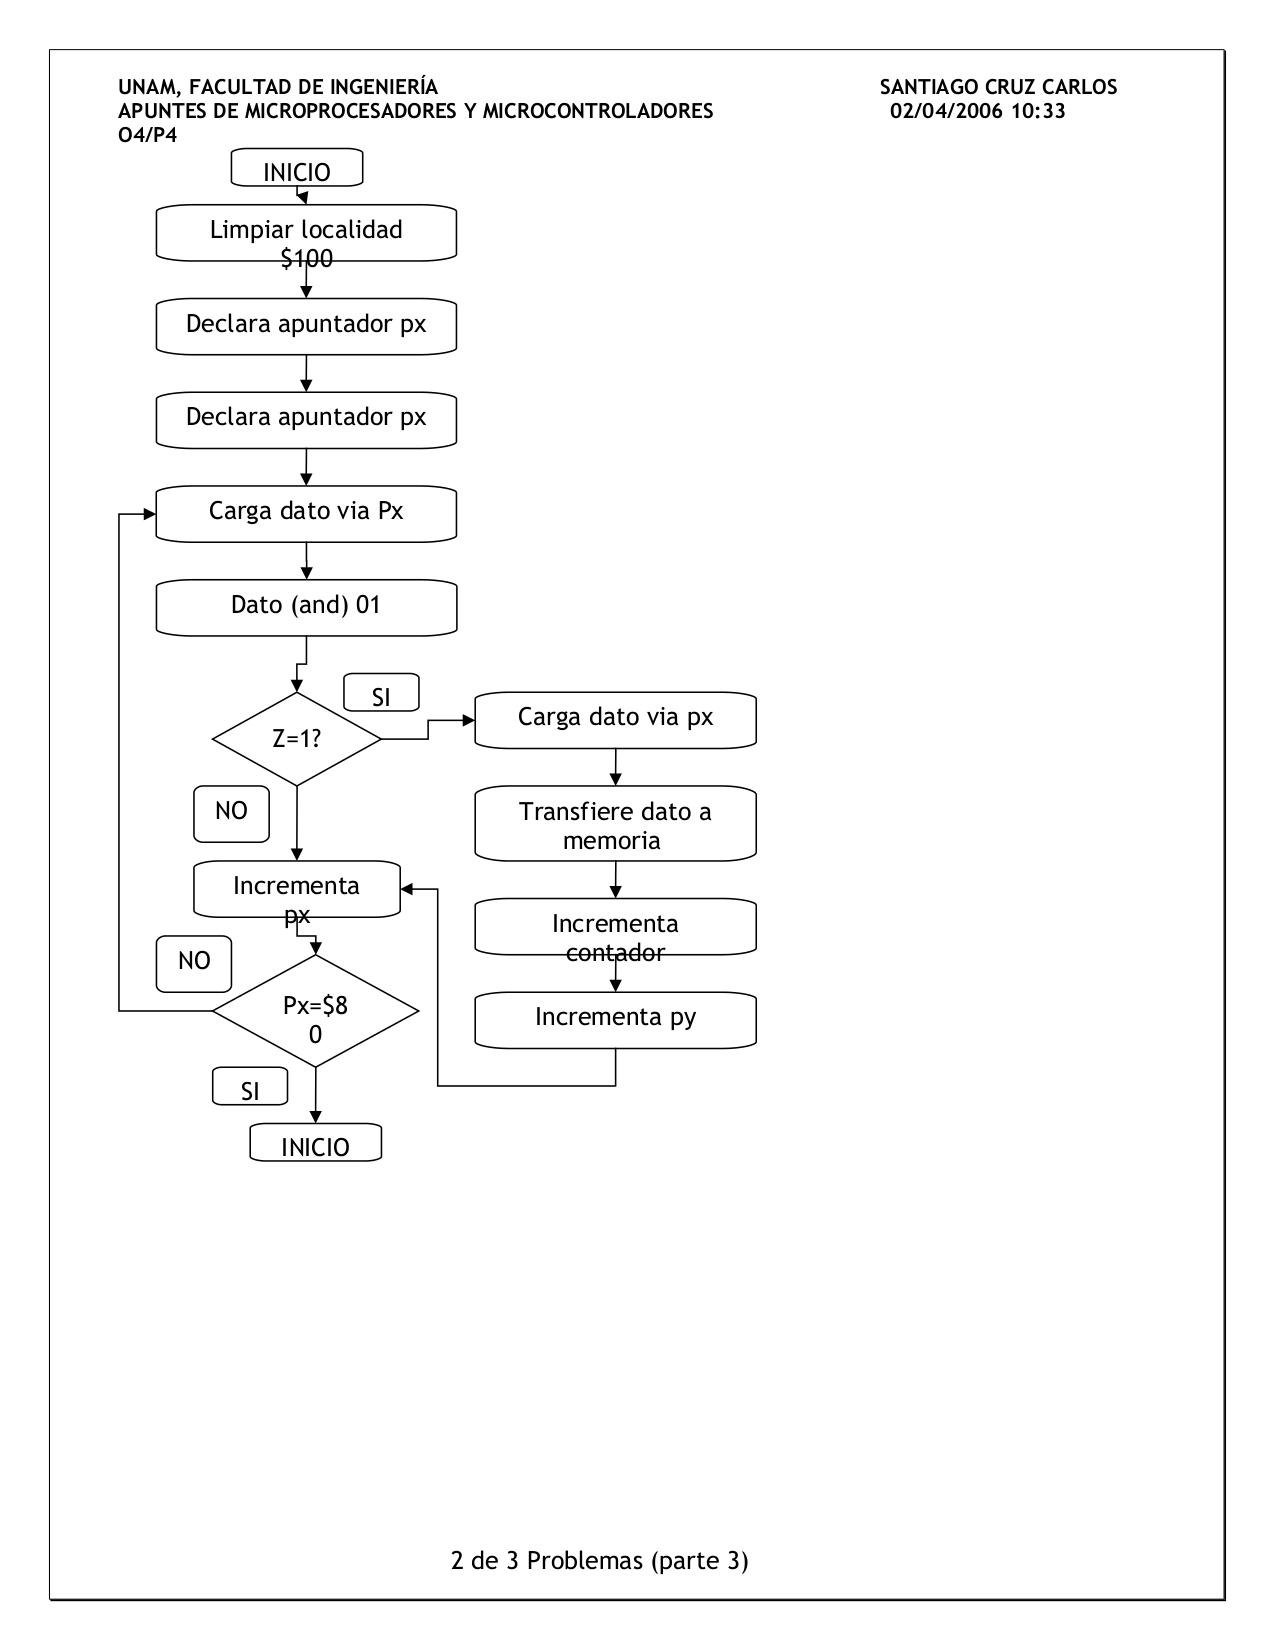 UNAM, FACULTAD DE INGENIERÍA SANTIAGO CRUZ CARLOS
APUNTES DE MICROPROCESADORES Y MICROCONTROLADORES 02/04/2006 10:33
O4/P4
INICIO
Limpiar localidad
$100
Declara apuntador px
Declara apuntador px
Carga dato via Px
Dato (and) 01
SI
Z=1?
NO
Carga dato via px
Transfiere dato a
memoria
Incrementa
contador
Incrementa py
Incrementa
px
NO
Px=$8
0
SI
INICIO
2 de 3 Problemas (parte 3)